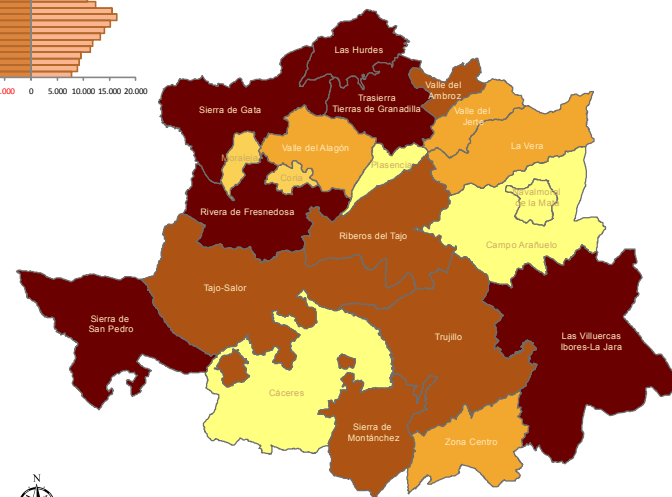 .000 0 5.000 10.000 15.000 20.000
Las Hurdes
Valle del
Ambroz
Sierra de Gata
Trasierra
Tierras de Granadilla
Valle del
Jerte
Moraleja
Valle del Alagón
La Vera
Plasencia
Coria
Navalmoral
de la Mata
Rivera de Fresnedosa
Riberos del Tajo
Campo Arañuelo
Tajo-Salor
Sierra de
San Pedro
Trujillo
Las Villuercas
Ibores-La Jara
Cáceres
Sierra de
Montánchez
Zona Centro
N